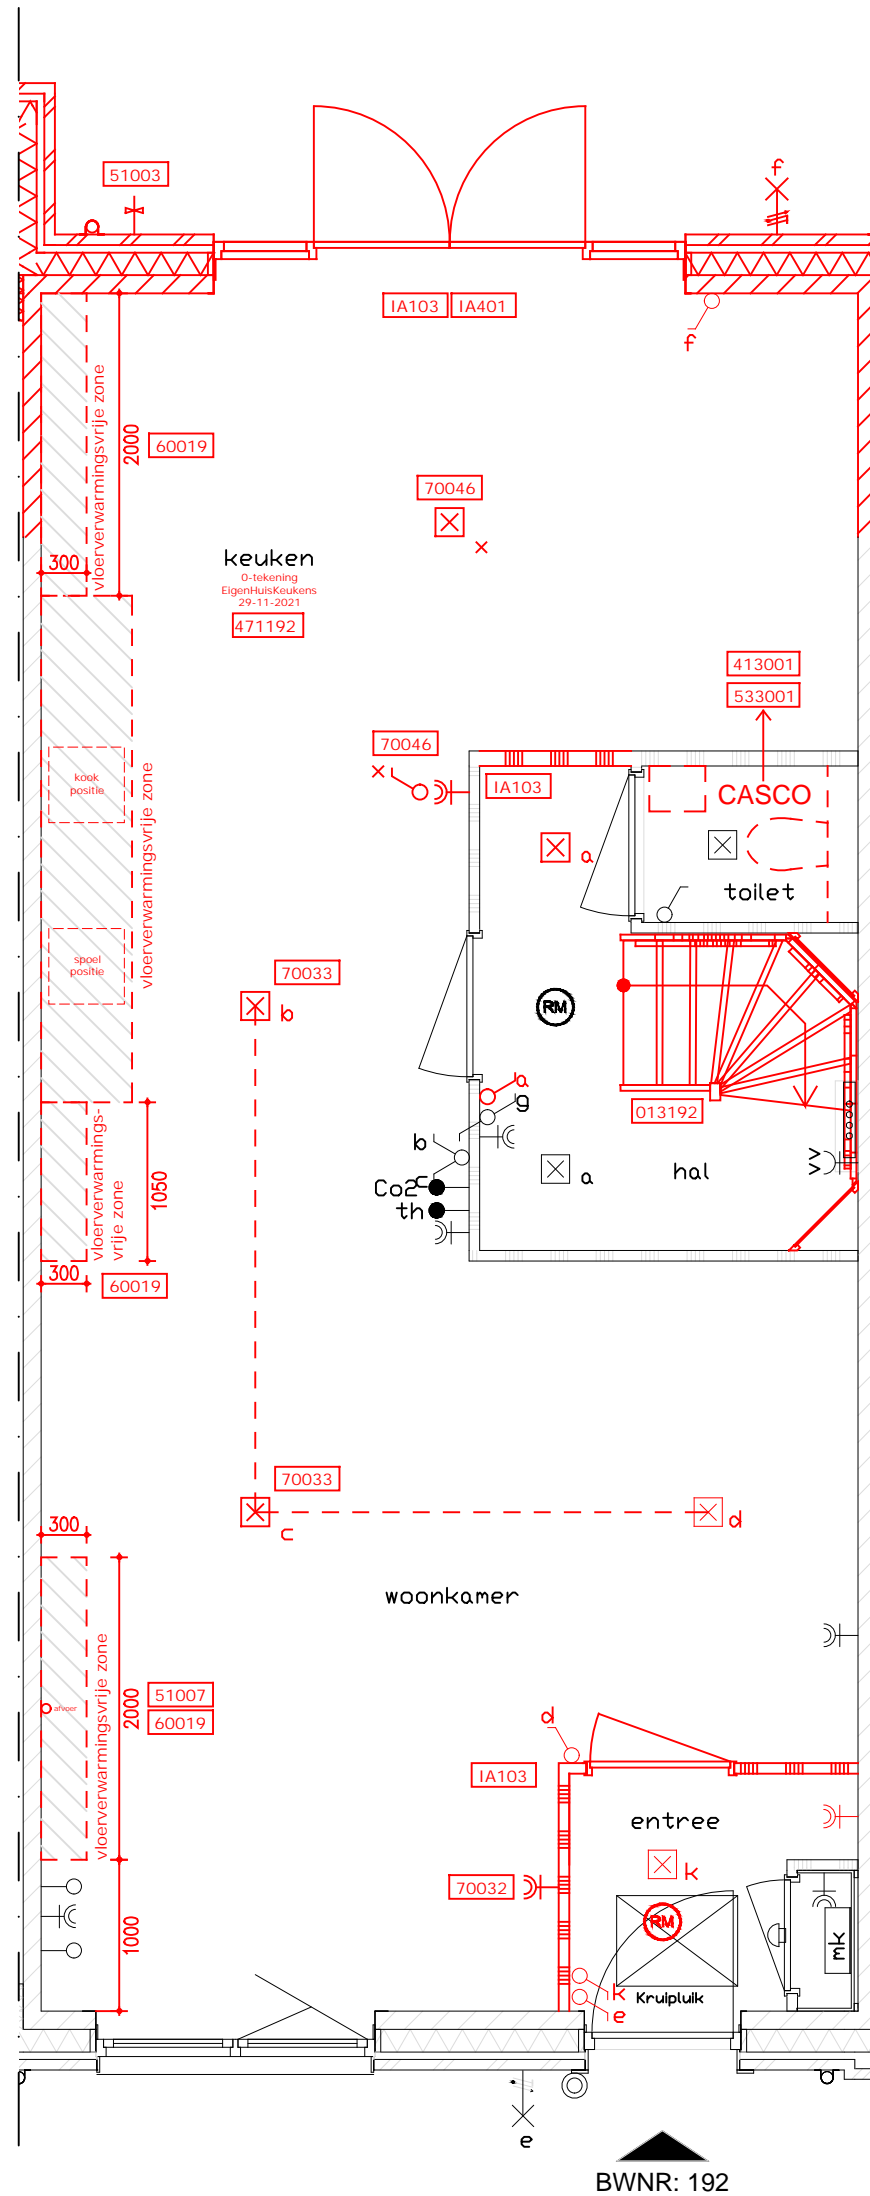 51003
f
IA103 IA401
f
vloerverwarmingsvrije zone
2000
60019
70046
300
keuken
0-tekening
EigenHuisKeukens
29-11-2021
471192
413001
533001
70046
IA103
CASCO
kook
positie
vloerverwarmingsvrije zone
a
toilet
spoel
positie
70033
b
RM
a
g
013192
b
c
Co2
th
a
hal
vv
vloerverwarmings-
vrije zone
1050
300
60019
70033
c
d
300
woonkamer
vloerverwarmingsvrije zone
2000
51007
60019
afvoer
d
IA103
entree
k
70032
RM
mk
1000
k
Kruipluik
e
e
BWNR: 192